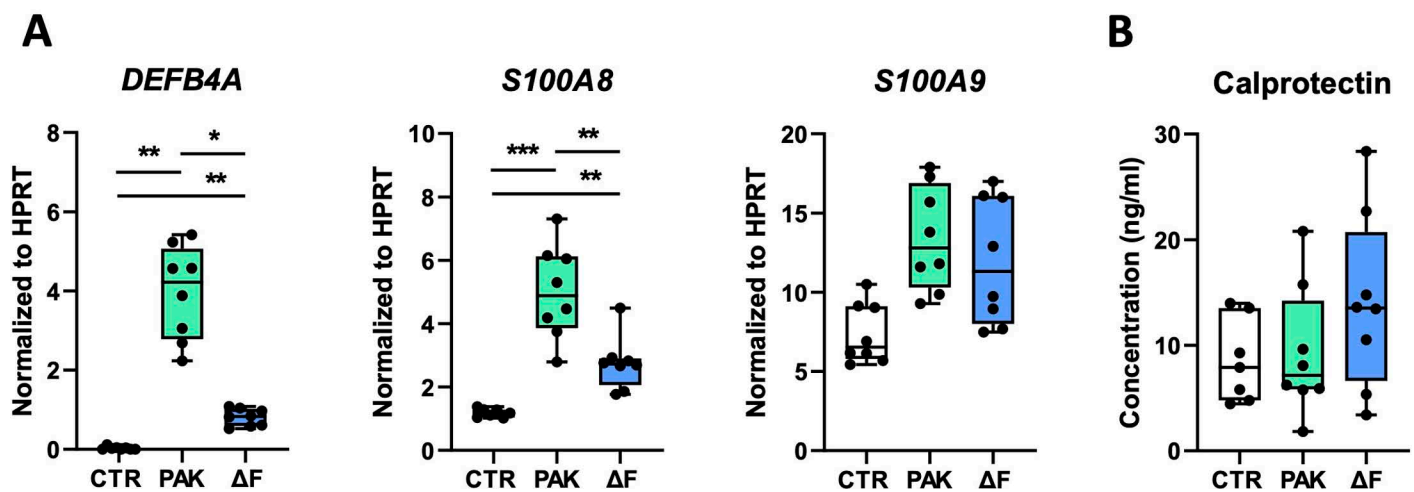 A
B
DEFB4A
S100A8
S100A9
Calprotectin
Normalized to HPRT
8
6
4
2
0
**
*
**
CTR PAK ΔF
Normalized to HPRT
10
8
6
4
2
0
***
**
**
CTR PAK ΔF
Normalized to HPRT
20
15
10
5
0
CTR PAK ΔF
Concentration (ng/ml)
30
20
10
0
CTR PAK ΔF